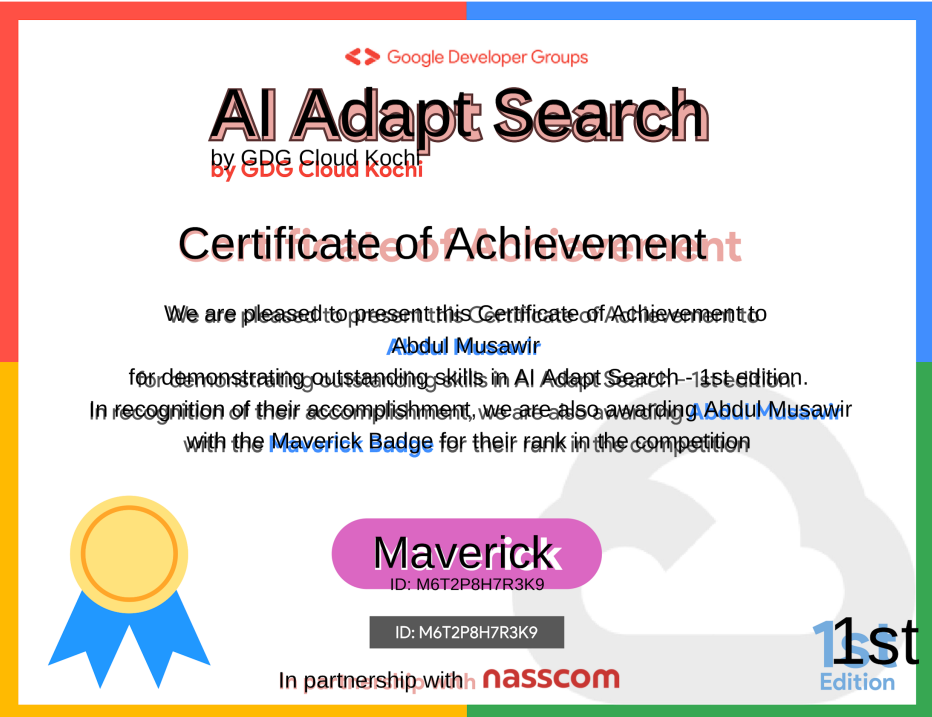 Google Developer Groups
AI Adapt Search
by GDG Cloud Kochi
Certificate of Achievement
We are pleased to present this Certificate of Achievement to
Abdul Musawir
for demonstrating outstanding skills in AI Adapt Search - 1st edition.
In recognition of their accomplishment, we are also awarding Abdul Musawir
with the Maverick Badge for their rank in the competition
Maverick
ID: M6T2P8H7R3K9
ID: M6T2P8H7R3K9
In partnership with nasscom
1st
Edition